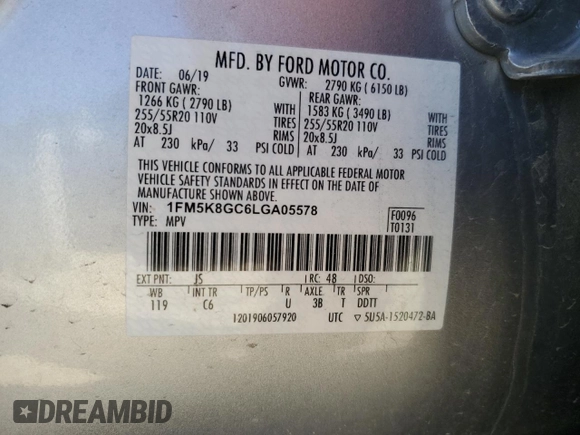 MFD. BY FORD MOTOR CO.
DATE: 06/19 GVWR: 2790 KG ( 6150 LB)
FRONT GAWR: REAR GAWR:
1266 KG ( 2790 LB) WITH 1583 KG ( 3490 LB) WITH
255/55R20 110V TIRES 255/55R20 110V TIRES
20x8.5J RIMS 20x8.5J RIMS
AT 230 kPa/ 33 PSI COLD AT 230 kPa/ 33 PSI COLD
THIS VEHICLE CONFORMS TO ALL APPLICABLE FEDERAL MOTOR
VEHICLE SAFETY STANDARDS IN EFFECT ON THE DATE OF
MANUFACTURE SHOWN ABOVE.
VIN: 1FM5K8GC6LGA05578 F0096
TYPE: MPV T0131
EXT PNT: J5 RC: 48 DSO:
WB INT TR TP/PS R AXLE TR SPR
119 C6 U 3B T DDTT
1201906057920 UTC ▽ 5U5A-1520472-BA
DREAMBID